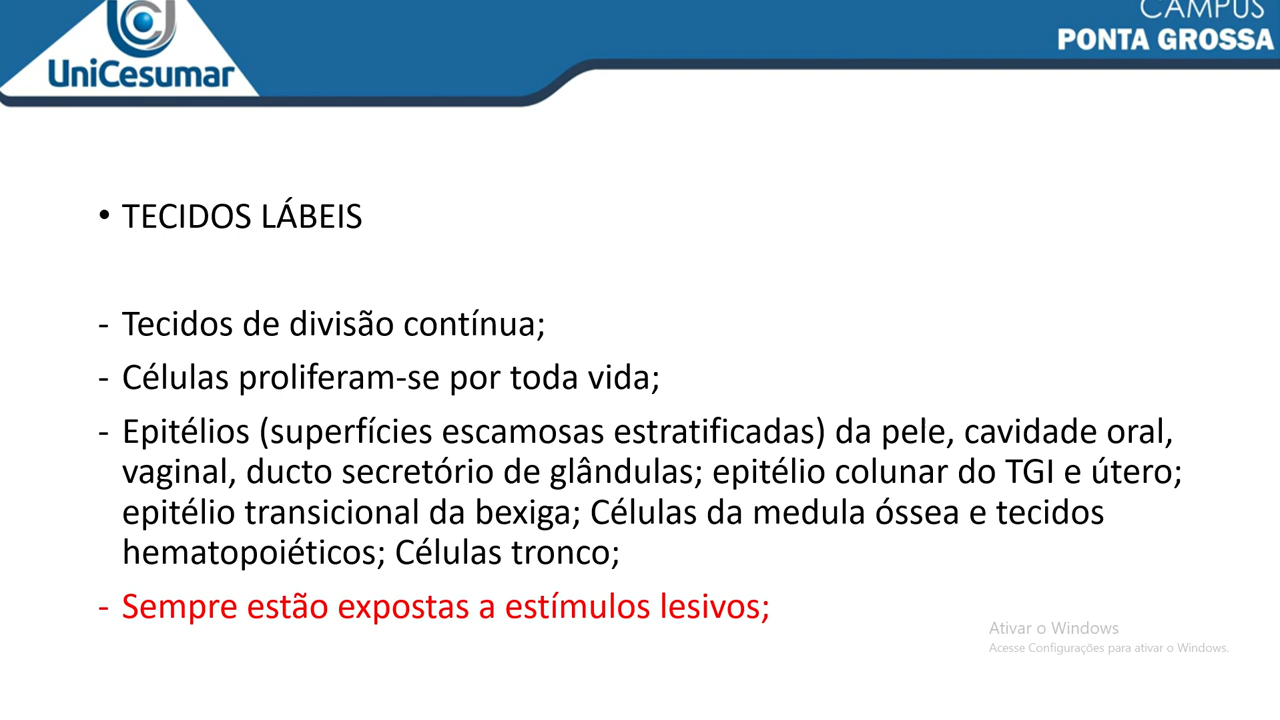 CAMPUS
PONTA GROSSA
UniCesumar
• TECIDOS LÁBEIS
- Tecidos de divisão contínua;
- Células proliferam-se por toda vida;
- Epitélios (superfícies escamosas estratificadas) da pele, cavidade oral,
vaginal, ducto secretório de glândulas; epitélio colunar do TGI e útero;
epitélio transicional da bexiga; Células da medula óssea e tecidos
hematopoiéticos; Células tronco;
- Sempre estão expostas a estímulos lesivos;
Ativar o Windows
Acesse Configurações para ativar o Windows.